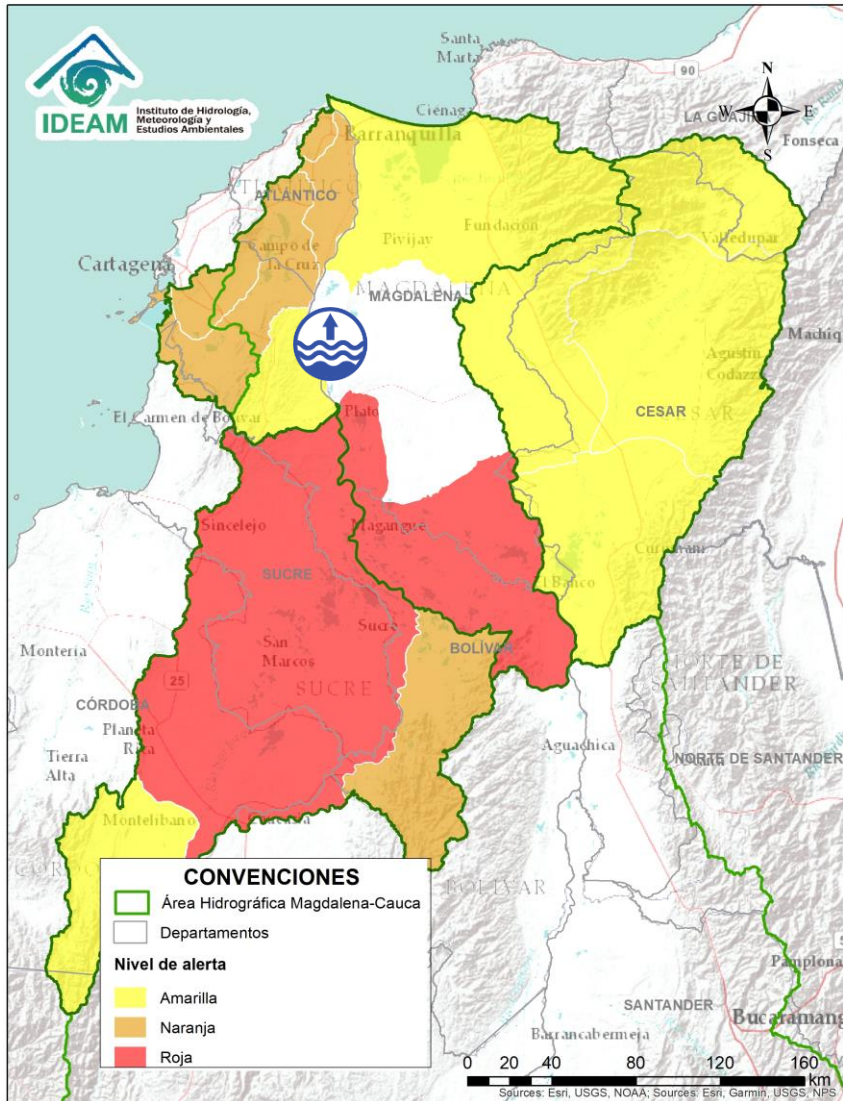 IDEAM
Instituto de Hidrología,
Meteorología y
Estudios Ambientales
Santa
Marta
90
N
W
E
S
LA GUAJIRA
Ciénaga
Barranquilla
Fonseca
ATLÁNTICO
Fundación
Campo de
la Cruz
Pivijay
Valledupar
Cartagena
MAGDALENA
MAGDALENA
Agustín
Codazzi
El Carmen de Bolívar
Plato
CESAR
Sincelejo
Magangue
Curumaní
SUCRE
El Banco
Sucre
San
Marcos
BOLÍVAR
Montería
25
SUCRE
NORTE DE
SANTANDER
CÓRDOBA
Planeta
Rica
Aguachica
Tierra
Alta
NORTE DE SANTANDER
Montelíbano
Caucasia
BOLÍVAR
CONVENCIONES
Área Hidrográfica Magdalena-Cauca
Departamentos
Nivel de alerta
Amarilla
Naranja
Roja
Pamplona
SANTANDER
Bucaramang
Barrancabermeja
0 20 40 80 120 160
Km
Sources: Esri, USGS, NOAA; Sources: Esri, Garmin, USGS, NPS